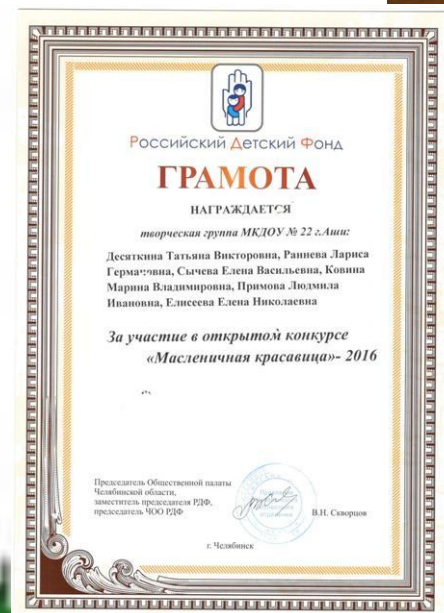 Российский Детский Фонд
ГРАМОТА
НАГРАЖДАЕТСЯ
творческая группа МКДОУ № 22 г.Аши:
Десяткина Татьяна Викторовна, Раннева Лариса
Германовна, Сычева Елена Васильевна, Ковина
Марина Владимировна, Примова Людмила
Ивановна, Елисеева Елена Николаевна
За участие в открытом конкурсе
«Масленичная красавица»- 2016
Председатель Общественной палаты
Челябинской области,
заместитель председателя РДФ,
председатель ЧОО РДФ
В.Н. Скворцов
г. Челябинск